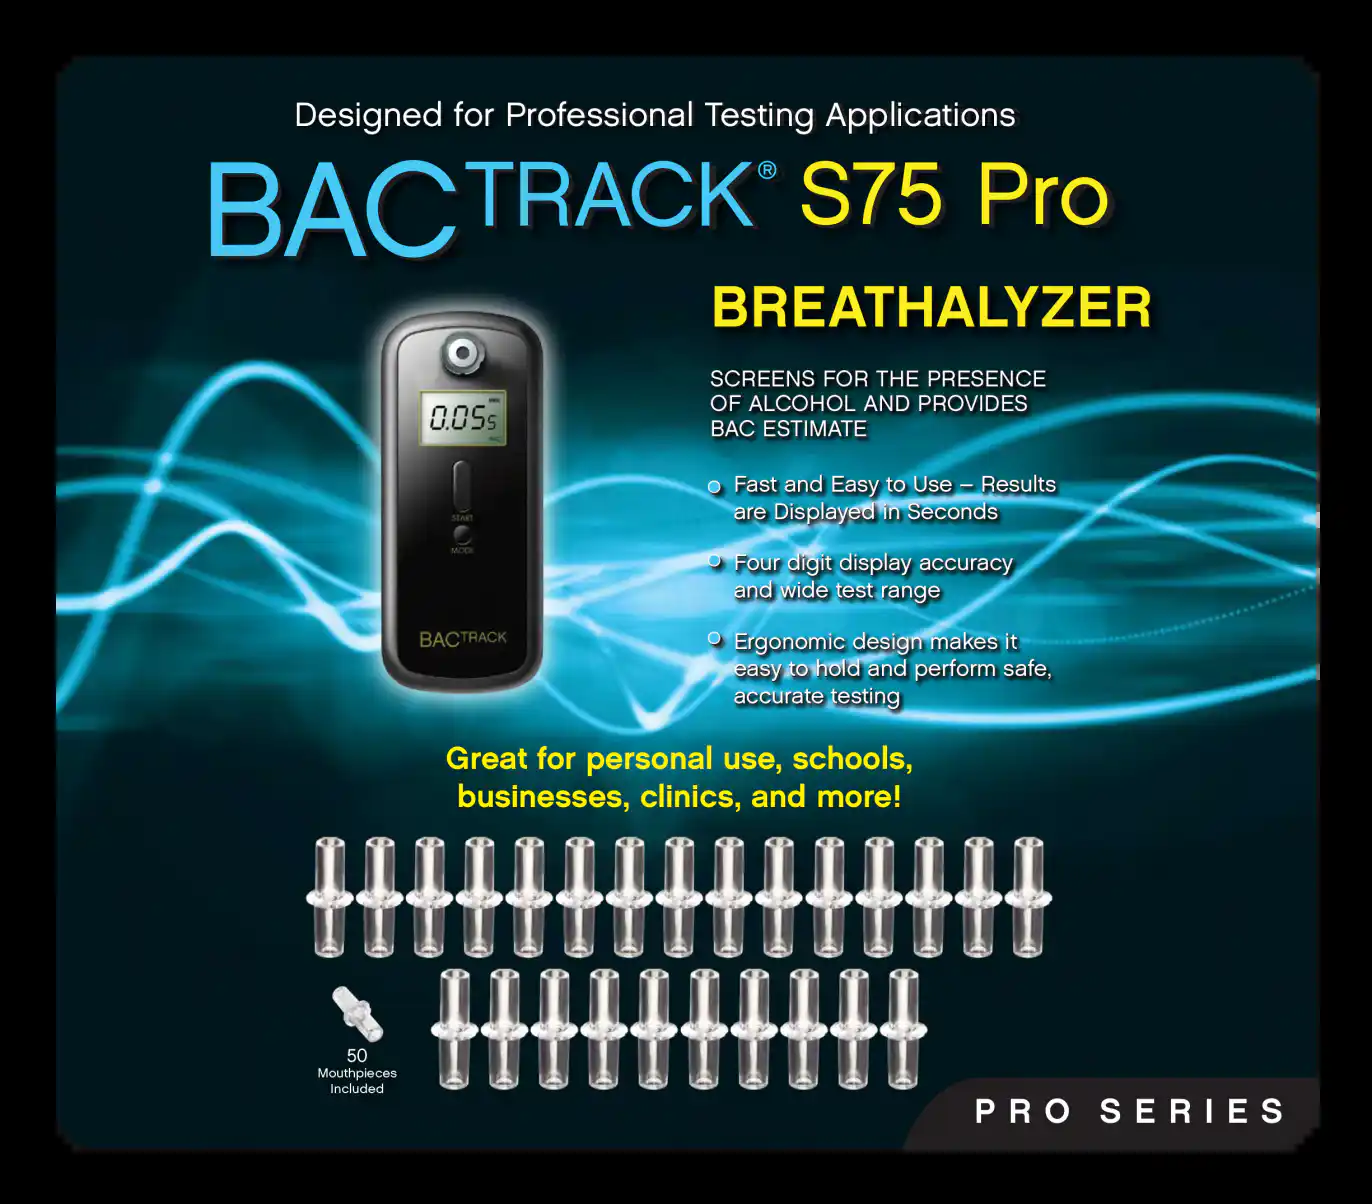 Designed for Professional Testing Applications
BACTRACK® S75 Pro
BREATHALYZER
SCREENS FOR THE PRESENCE
OF ALCOHOL AND PROVIDES
BAC ESTIMATE
0.055
START
MODE
BACTRACK
Fast and Easy to Use – Results
are Displayed in Seconds
Four digit display accuracy
and wide test range
Ergonomic design makes it
easy to hold and perform safe,
accurate testing
Great for personal use, schools,
businesses, clinics, and more!
50
Mouthpieces
Included
PRO SERIES